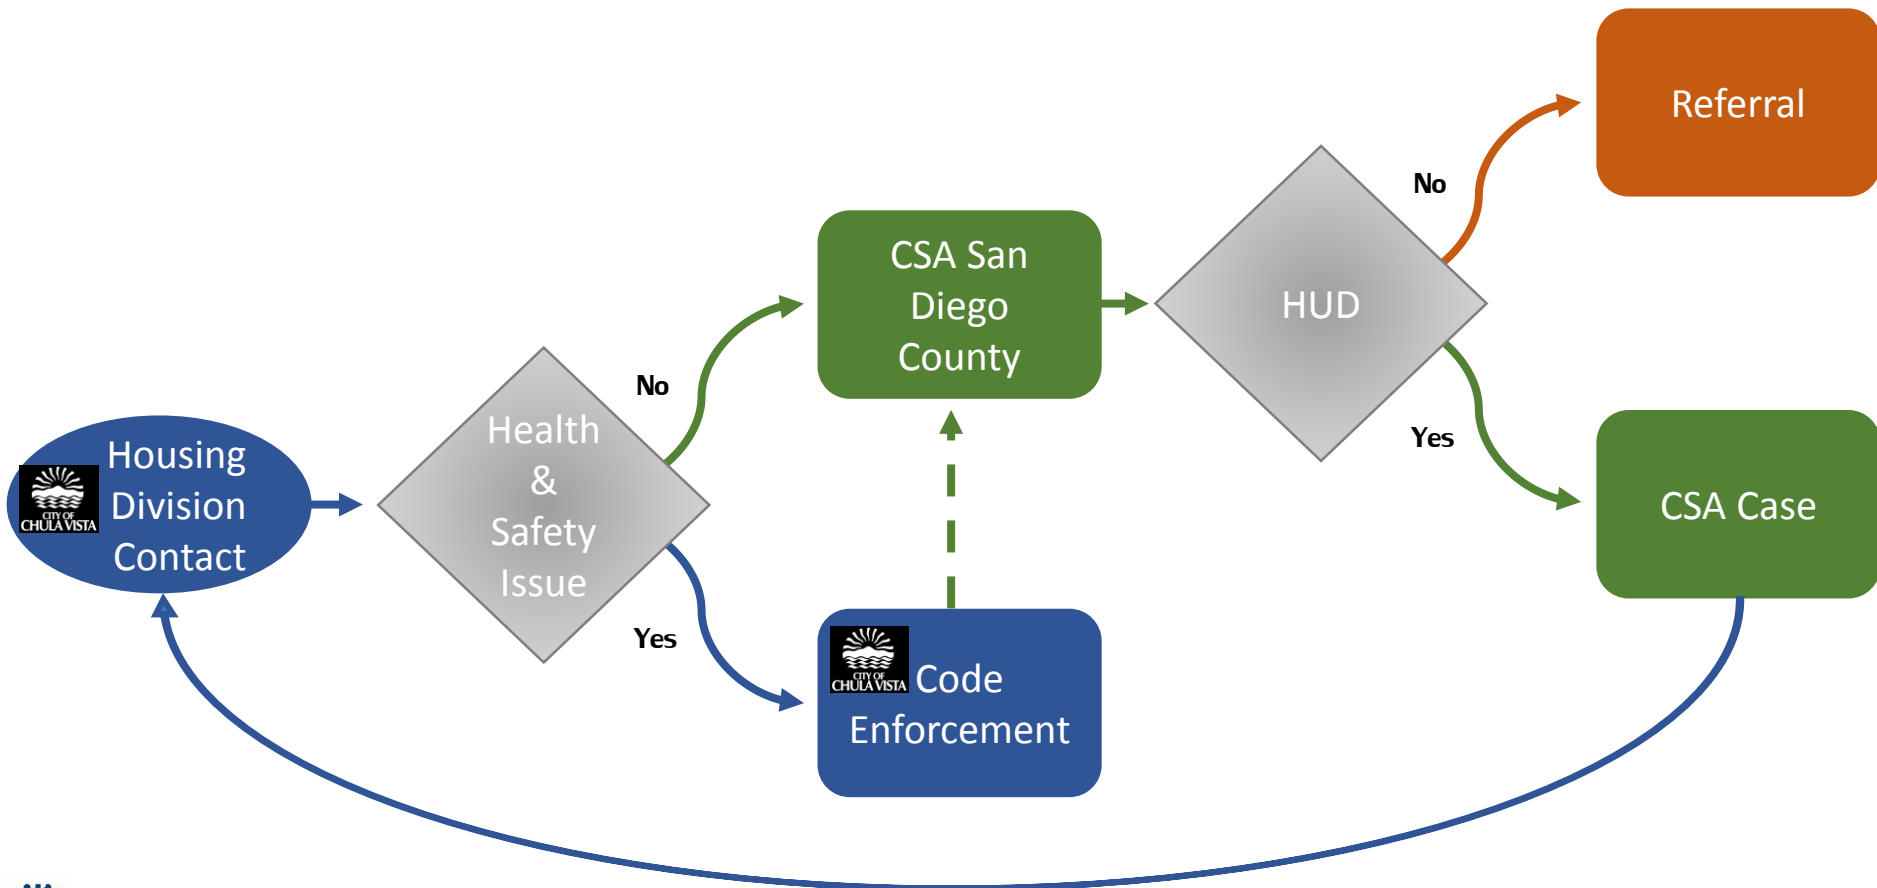 Housing
Division
Contact
CITY OF
CHULA VISTA
Health
&
Safety
Issue
No
Yes
CSA San
Diego
County
CITY OF
CHULA VISTA
Code
Enforcement
HUD
No
Yes
Referral
CSA Case